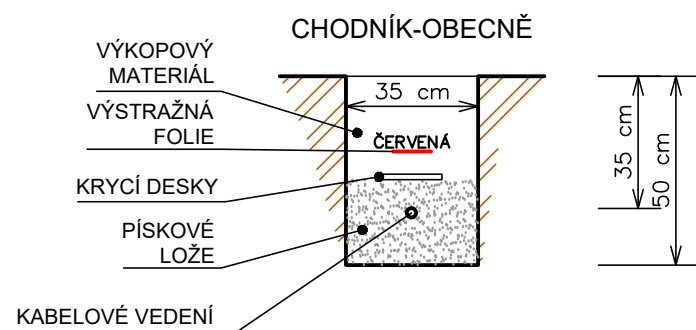 CHODNÍK-OBECNĚ
VÝKOPOVÝ
MATERIÁL
VÝSTRAŽNÁ
FOLIE
KRYCÍ DESKY
PÍSKOVÉ
LOŽE
KABELOVÉ VEDENÍ
35 cm
ČERVENÁ
35 cm
50 cm